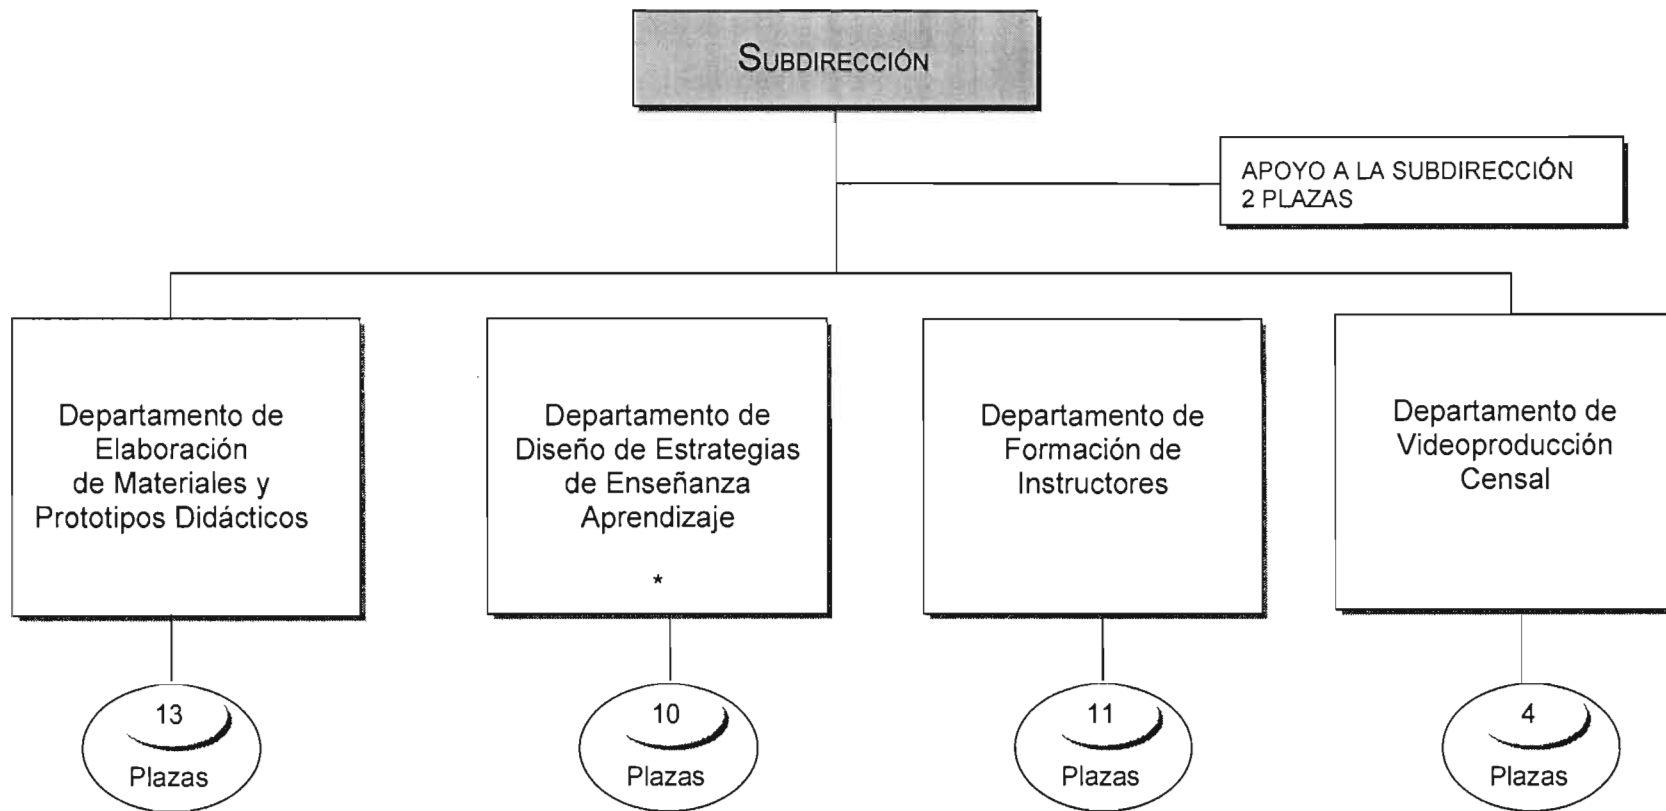 SUBDIRECCIÓN
APOYO A LA SUBDIRECCIÓN
2 PLAZAS
Departamento de
Elaboración
de Materiales y
Prototipos Didácticos
Departamento de
Diseño de Estrategias
de Enseñanza
Aprendizaje
*
Departamento de
Formación de
Instructores
Departamento de
Videoproducción
Censal
13
Plazas
10
Plazas
11
Plazas
4
Plazas